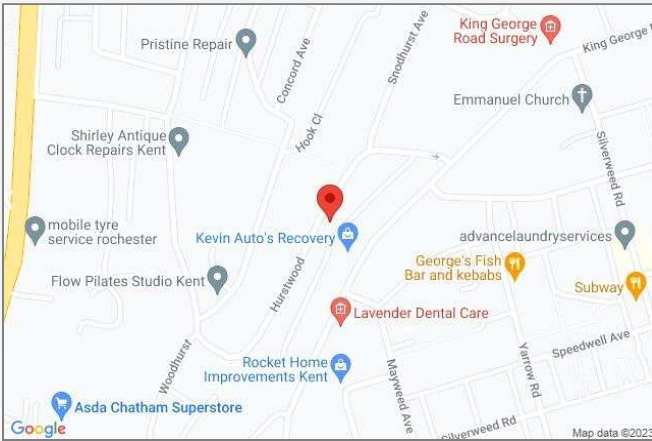 King George
Road Surgery
King George R
Pristine Repair
Concord Ave
Snodhurst Ave
Emmanuel Church
Silverweed Rd
Shirley Antique
Clock Repairs Kent
Hook Cl
mobile tyre
service rochester
Kevin Auto's Recovery
advancelaundryservices
George's Fish
Bar and kebabs
Flow Pilates Studio Kent
Hurstwood
Subway
Lavender Dental Care
Woodhurst
Speedwell Ave
Rocket Home
Improvements Kent
Mayweed Ave
Yarrow Rd
Asda Chatham Superstore
Silverweed Rd
Google
Map data ©2023